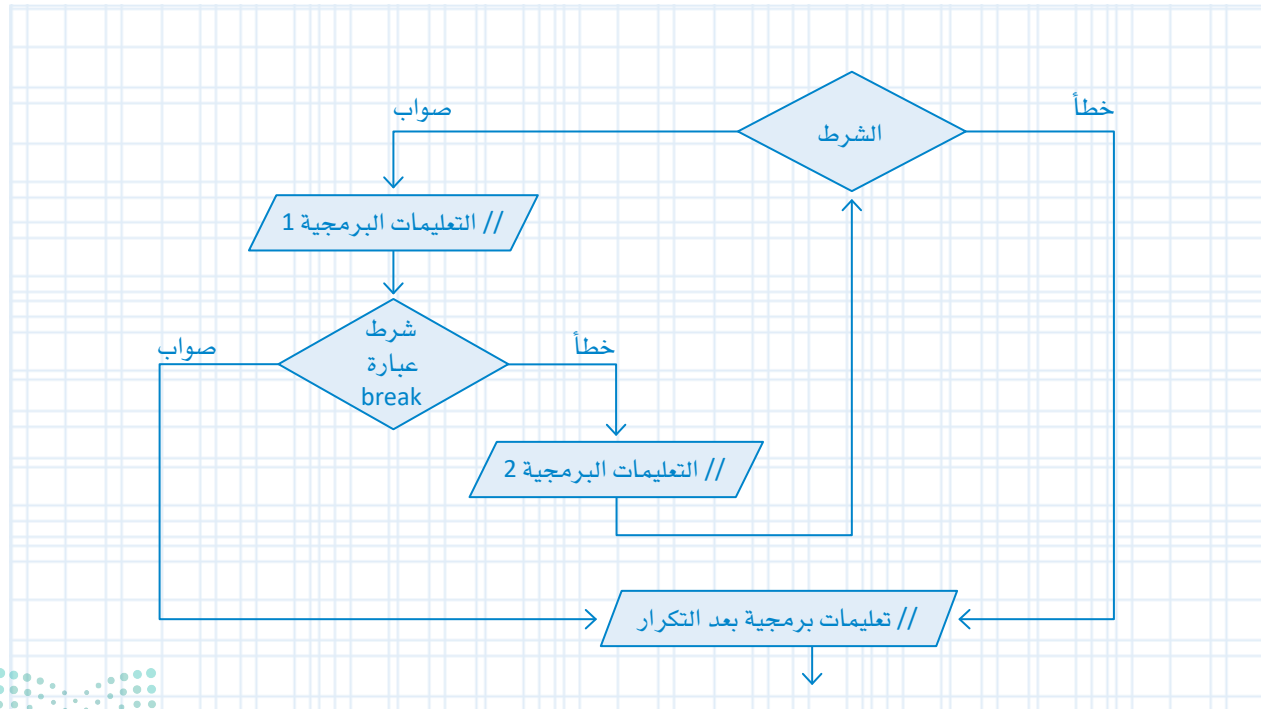 خطأ
صواب
الشرط
// التعليمات البرمجية 1
شرط
عبارة
break
خطأ
صواب
// التعليمات البرمجية 2
// تعليمات برمجية بعد التكرار